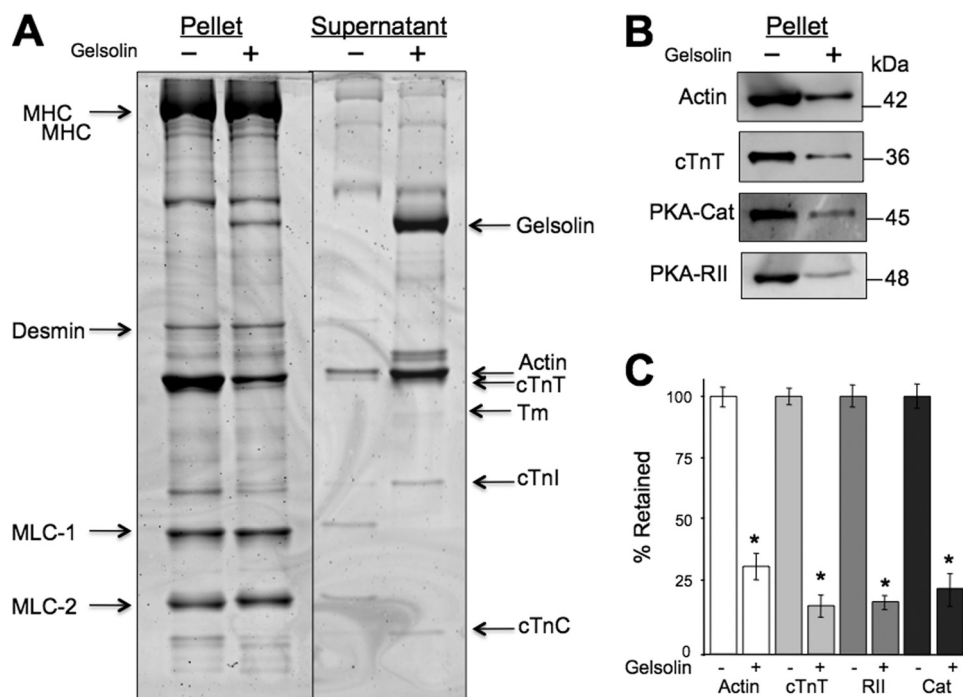 A
Pellet Supernatant
Gelsolin − + − +
MHC
MHC
Desmin
MLC-1
MLC-2
Gelsolin
Actin
cTnT
Tm
cTnI
cTnC
B
Pellet
Gelsolin − + kDa
Actin 42
cTnT 36
PKA-Cat 45
PKA-RII 48
C
% Retained
100
75
50
25
0
* * * *
Gelsolin - + - + - + - +
Actin cTnT RII Cat